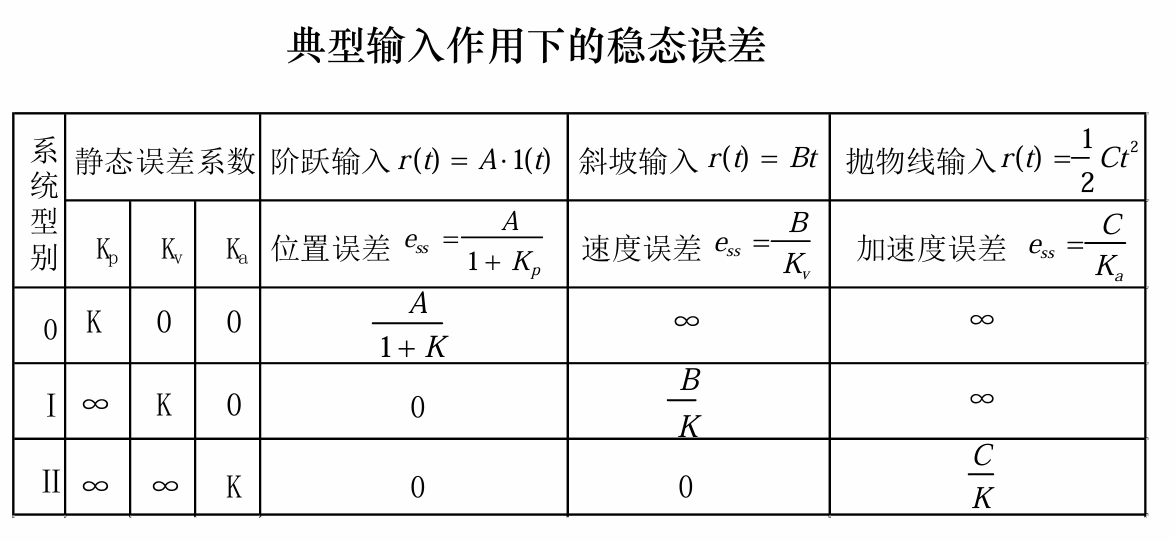 典型输入作用下的稳态误差
系统型别 静态误差系数 阶跃输入 r(t) = A·1(t) 斜坡输入 r(t) = Bt 抛物线输入 r(t) = 1/2 Ct²
Kp Kv Ka 位置误差 ess = A/(1+Kp) 速度误差 ess = B/Kv 加速度误差 ess = C/Ka
0 K 0 0 A/(1+K) ∞ ∞
I ∞ K 0 0 B/K ∞
II ∞ ∞ K 0 0 C/K